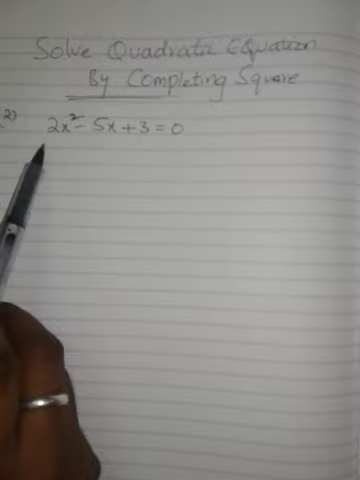 Solve Quadratic Equation
By Completing Square
2) 2x² - 5x + 3 = 0